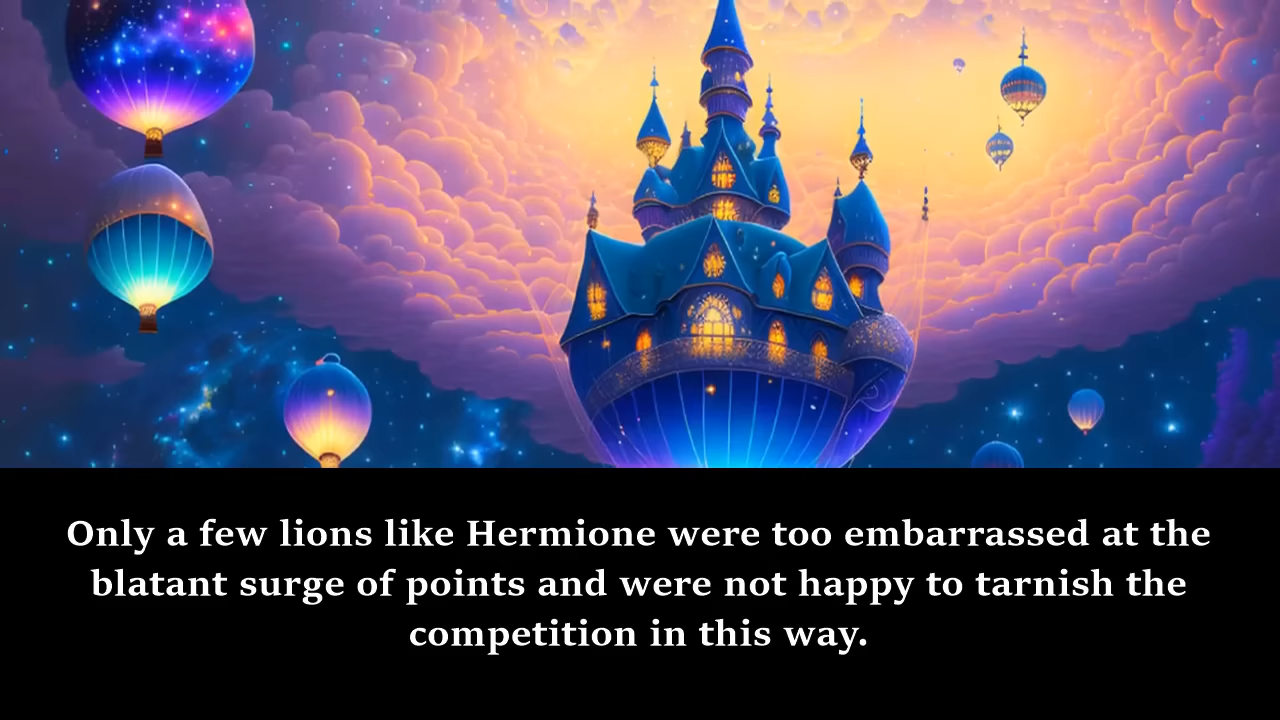 Only a few lions like Hermione were too embarrassed at the
blatant surge of points and were not happy to tarnish the
competition in this way.